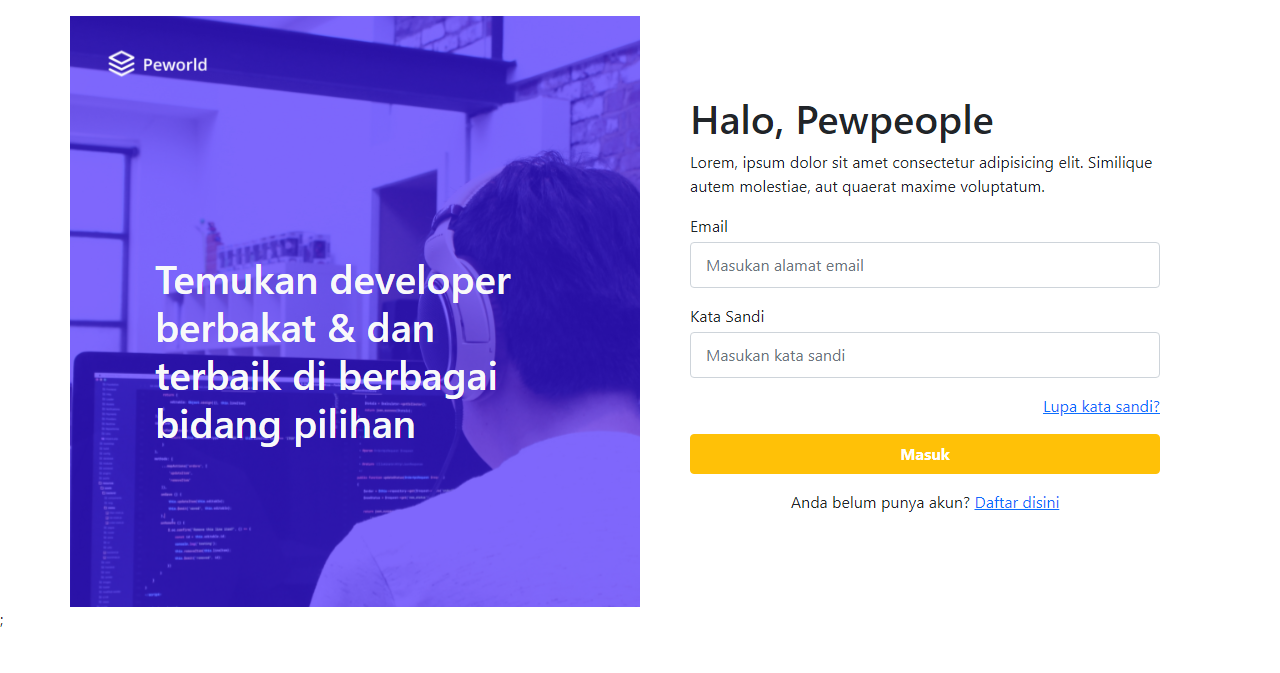 Peworld
Temukan developer
berbakat & dan
terbaik di berbagai
bidang pilihan
Halo, Pewpeople
Lorem, ipsum dolor sit amet consectetur adipisicing elit. Similique
autem molestiae, aut quaerat maxime voluptatum.
Email
Masukan alamat email
Kata Sandi
Masukan kata sandi
Lupa kata sandi?
Masuk
Anda belum punya akun? Daftar disini
;